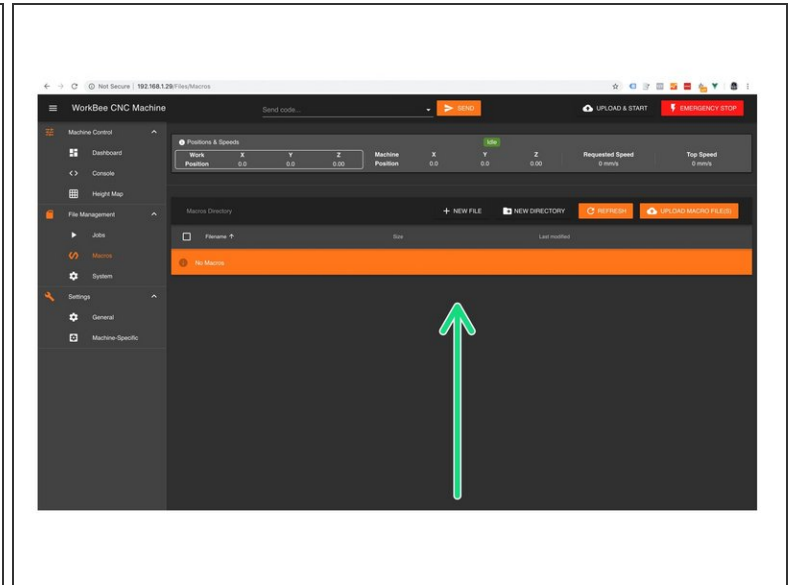 Not Secure | 192.168.1.29/Files/Macros
WorkBee CNC Machine
Send code...
SEND
UPLOAD & START
EMERGENCY STOP
Machine Control
Dashboard
Console
Height Map
File Management
Jobs
Macros
System
Settings
General
Machine-Specific
Positions & Speeds
Idle
Work X Y Z Machine X Y Z Requested Speed Top Speed
Position 0.0 0.0 0.00 Position 0.0 0.0 0.00 0 mm/s 0 mm/s
Macros Directory
NEW FILE
NEW DIRECTORY
REFRESH
UPLOAD MACRO FILE(S)
Filename Size Last modified
No Macros